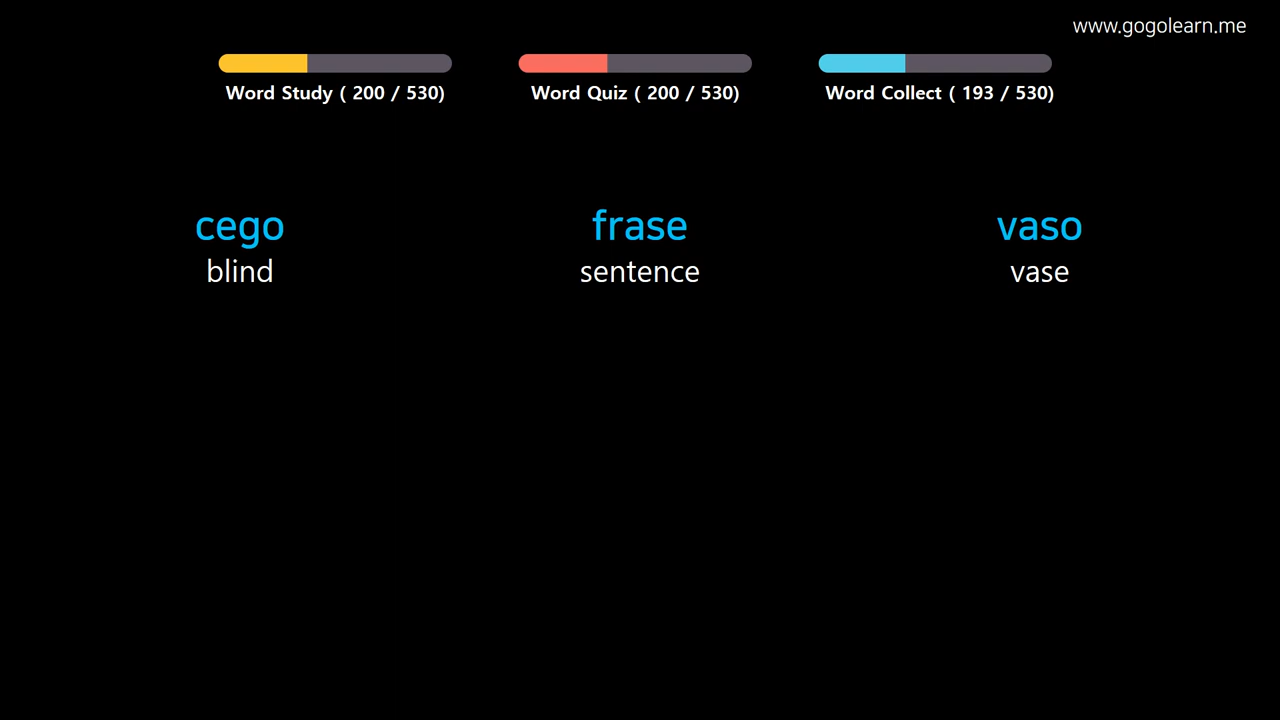 www.gogolearn.me
Word Study ( 200 / 530)
Word Quiz ( 200 / 530)
Word Collect ( 193 / 530)
cego
blind
frase
sentence
vaso
vase